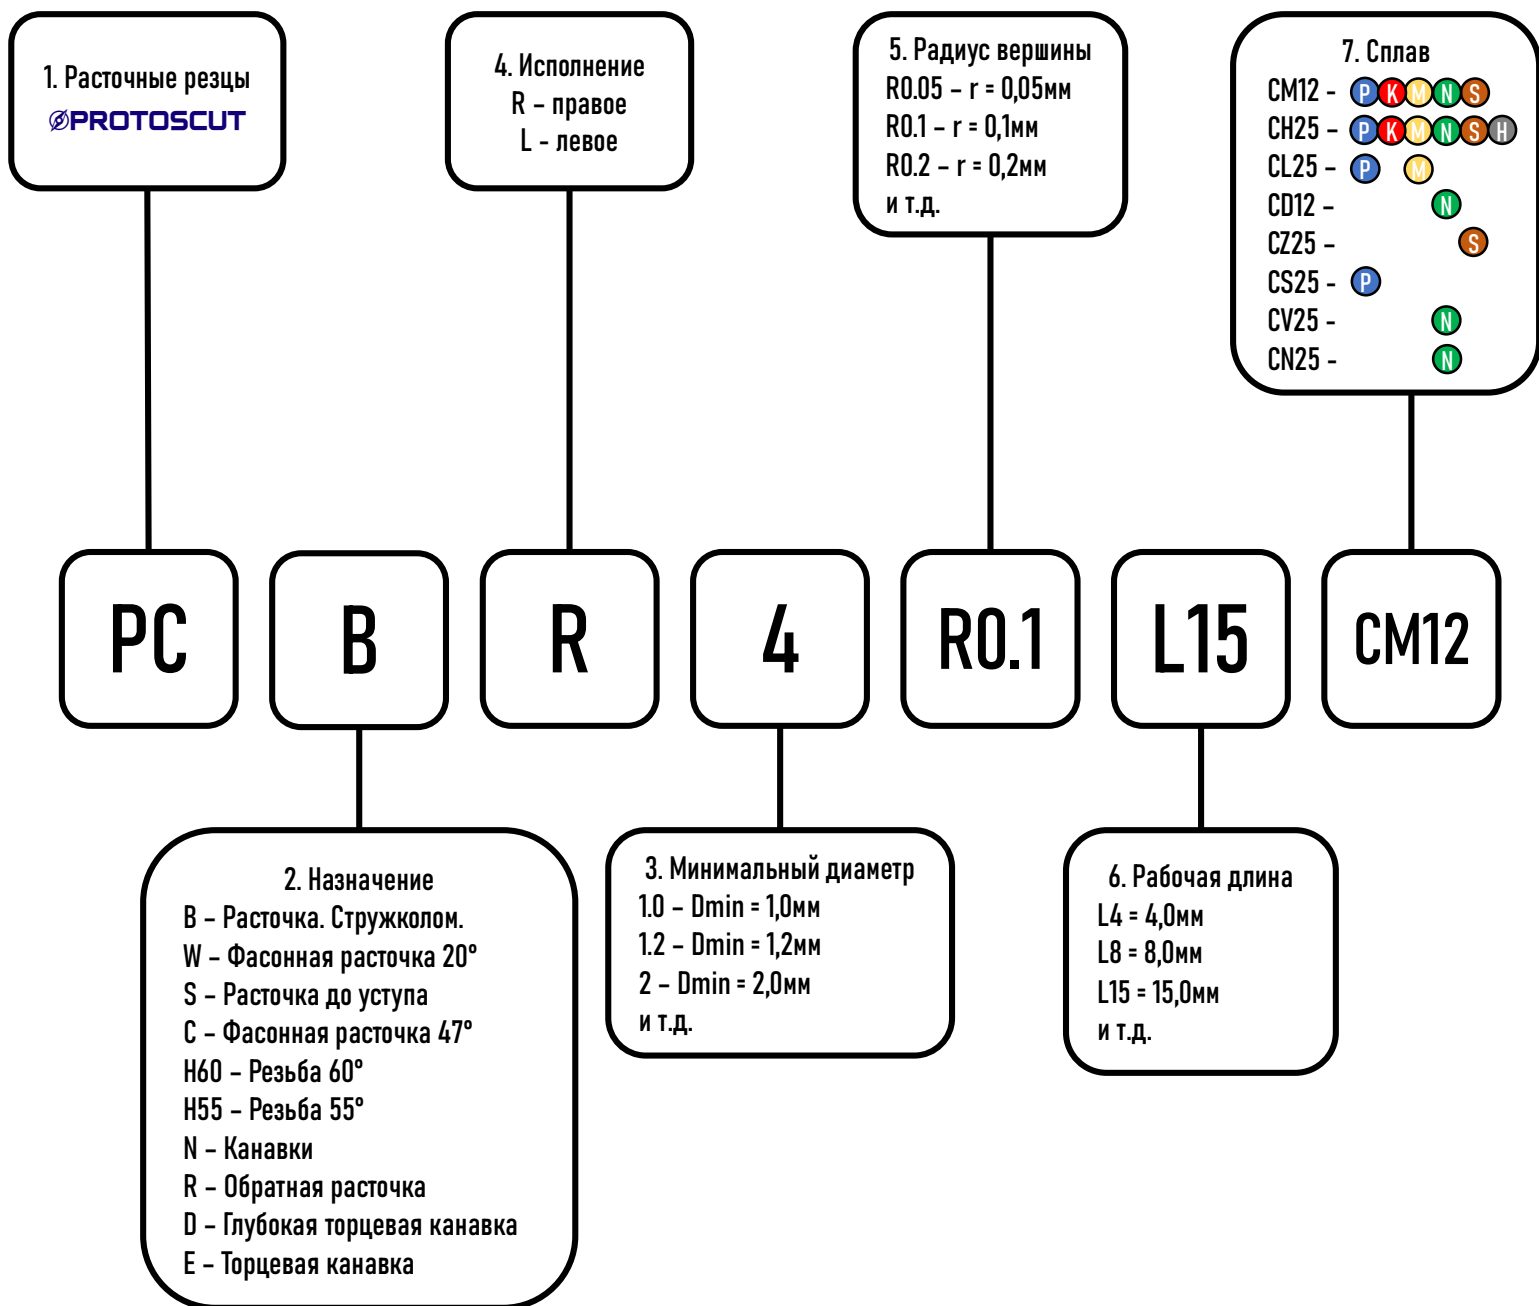 1. Расточные резцы
PROTOSCUT
4. Исполнение
R – правое
L - левое
5. Радиус вершины
R0.05 – r = 0,05мм
R0.1 – r = 0,1мм
R0.2 – r = 0,2мм
и т.д.
7. Сплав
CM12 - P K M N S
CH25 - P K M N S H
CL25 - P M
CD12 – N
CZ25 – S
CS25 - P
CV25 - N
CN25 - N
PC
B
R
4
R0.1
L15
CM12
2. Назначение
B – Расточка. Стружколом.
W – Фасонная расточка 20°
S – Расточка до уступа
C – Фасонная расточка 47°
H60 – Резьба 60°
H55 – Резьба 55°
N – Канавки
R – Обратная расточка
D – Глубокая торцевая канавка
E – Торцевая канавка
3. Минимальный диаметр
1.0 – Dmin = 1,0мм
1.2 – Dmin = 1,2мм
2 – Dmin = 2,0мм
и т.д.
6. Рабочая длина
L4 = 4,0мм
L8 = 8,0мм
L15 = 15,0мм
и т.д.